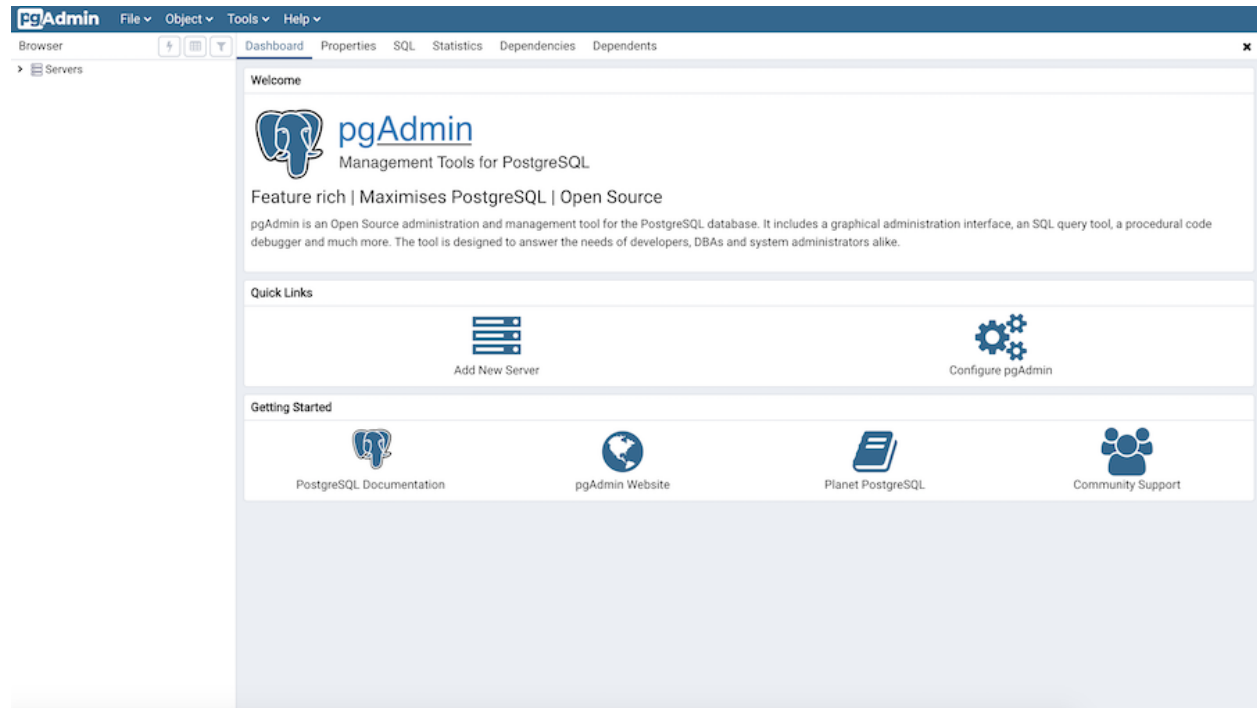 pgAdmin File Object Tools Help
Browser Dashboard Properties SQL Statistics Dependencies Dependents
Servers
Welcome
pgAdmin
Management Tools for PostgreSQL
Feature rich | Maximises PostgreSQL | Open Source
pgAdmin is an Open Source administration and management tool for the PostgreSQL database. It includes a graphical administration interface, an SQL query tool, a procedural code
debugger and much more. The tool is designed to answer the needs of developers, DBAs and system administrators alike.
Quick Links
Add New Server Configure pgAdmin
Getting Started
PostgreSQL Documentation pgAdmin Website Planet PostgreSQL Community Support